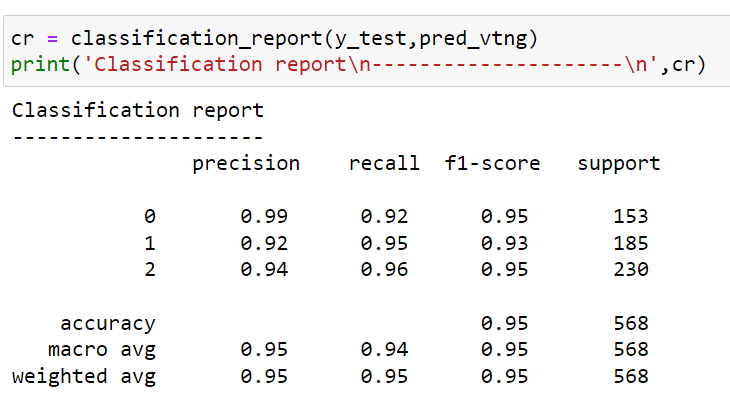 cr = classification_report(y_test,pred_vtng)
print('Classification report\n---------------------\n',cr)
Classification report
---------------------
precision recall f1-score support
0 0.99 0.92 0.95 153
1 0.92 0.95 0.93 185
2 0.94 0.96 0.95 230
accuracy 0.95 568
macro avg 0.95 0.94 0.95 568
weighted avg 0.95 0.95 0.95 568